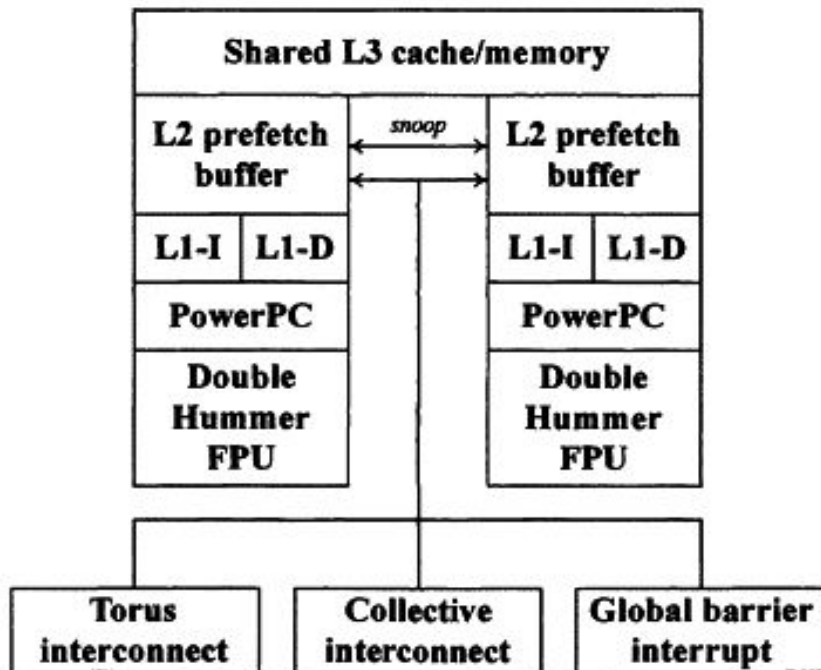 Shared L3 cache/memory
L2 prefetch
buffer
snoop
L2 prefetch
buffer
L1-I
L1-D
L1-I
L1-D
PowerPC
PowerPC
Double
Hummer
FPU
Double
Hummer
FPU
Torus
interconnect
Collective
interconnect
Global barrier
interrupt